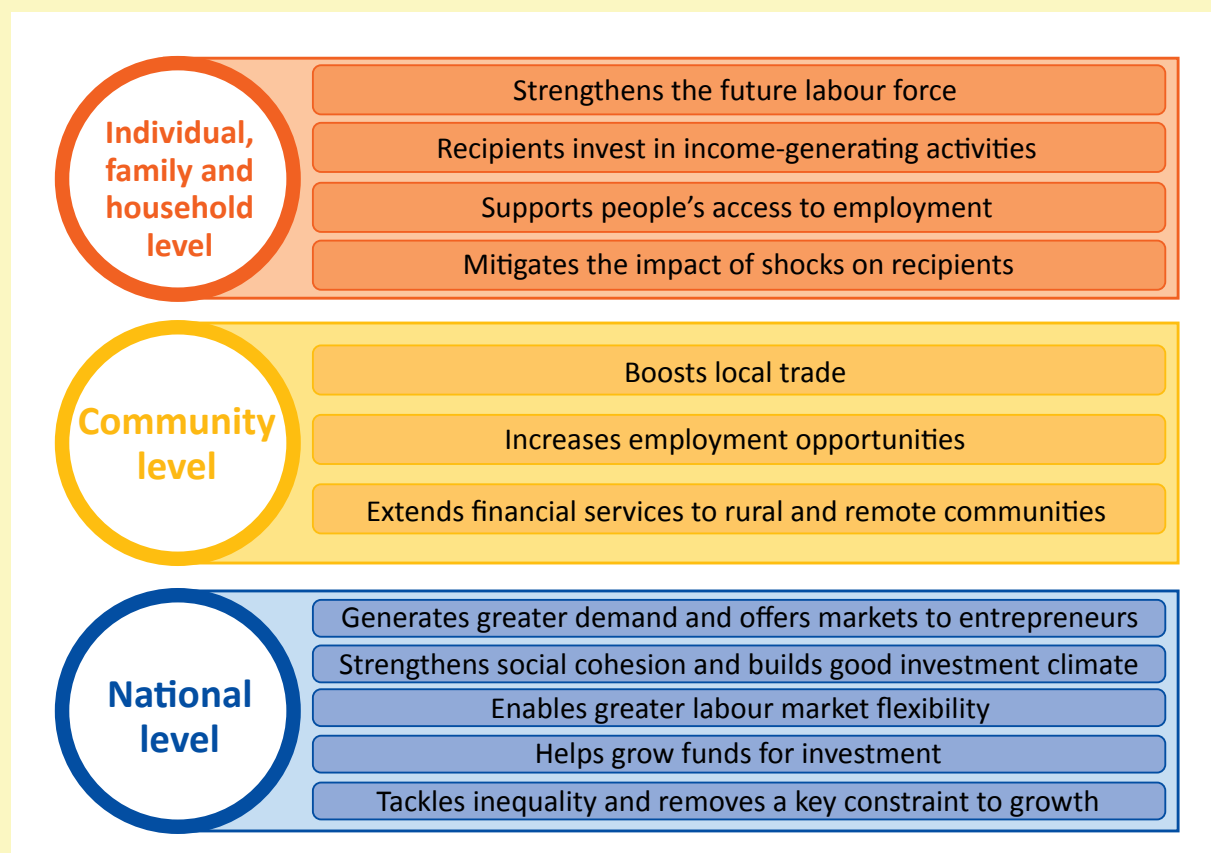 Individual,
family and
household
level
Strengthens the future labour force
Recipients invest in income-generating activities
Supports people’s access to employment
Mitigates the impact of shocks on recipients
Community
level
Boosts local trade
Increases employment opportunities
Extends financial services to rural and remote communities
National
level
Generates greater demand and offers markets to entrepreneurs
Strengthens social cohesion and builds good investment climate
Enables greater labour market flexibility
Helps grow funds for investment
Tackles inequality and removes a key constraint to growth